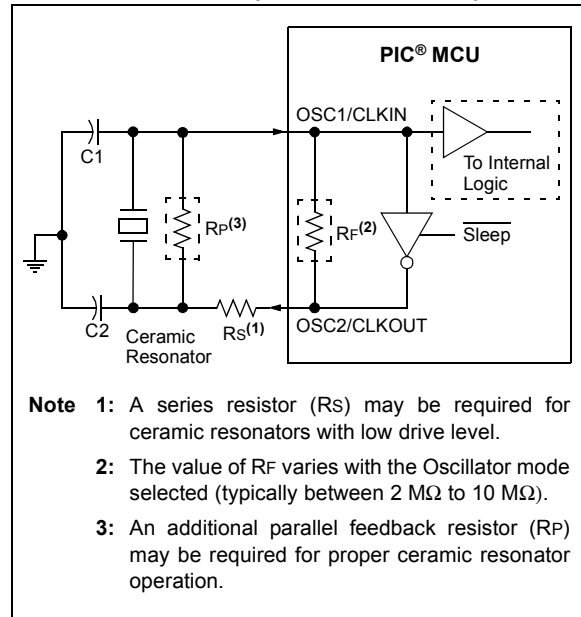 PIC® MCU
OSC1/CLKIN
C1
To Internal
Logic
RP(3)
RF(2)
Sleep
C2
Ceramic
Resonator
RS(1)
OSC2/CLKOUT
Note 1: A series resistor (RS) may be required for
ceramic resonators with low drive level.
2: The value of RF varies with the Oscillator mode
selected (typically between 2 MΩ to 10 MΩ).
3: An additional parallel feedback resistor (RP)
may be required for proper ceramic resonator
operation.